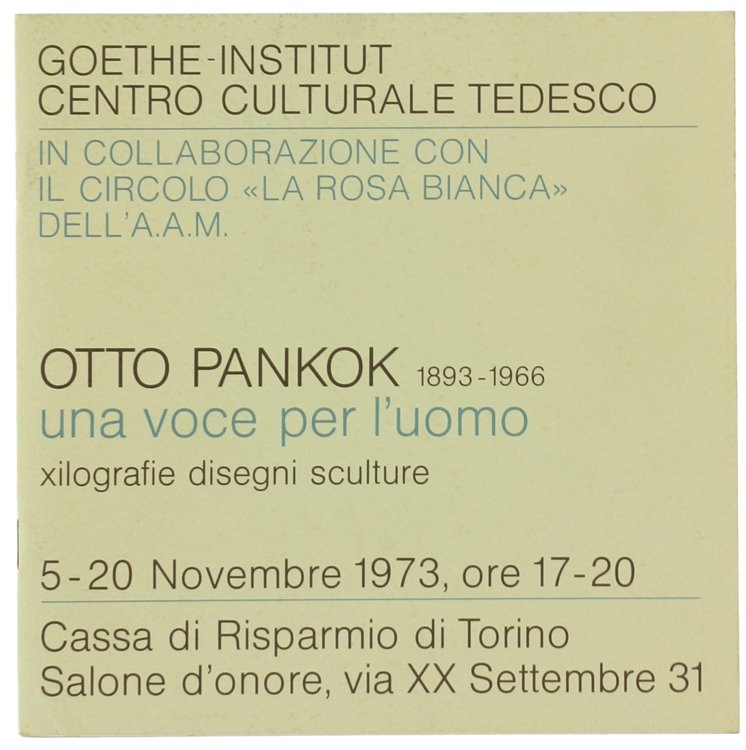 GOETHE-INSTITUT
CENTRO CULTURALE TEDESCO
IN COLLABORAZIONE CON
IL CIRCOLO «LA ROSA BIANCA»
DELL'A.A.M.
OTTO PANKOK 1893-1966
una voce per l'uomo
xilografie disegni sculture
5-20 Novembre 1973, ore 17-20
Cassa di Risparmio di Torino
Salone d'onore, via XX Settembre 31